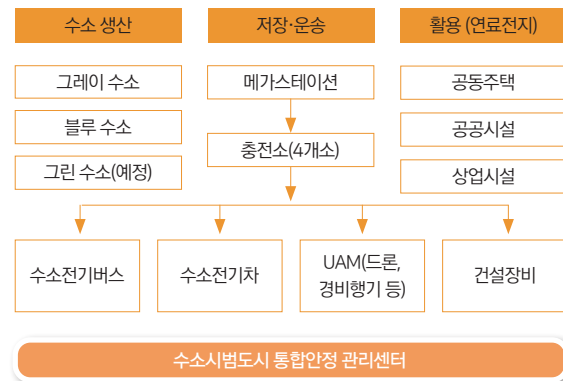 수소 생산
저장·운송
활용 (연료전지)
그레이 수소
메가스테이션
공동주택
블루 수소
충전소(4개소)
공공시설
그린 수소(예정)
상업시설
수소전기버스
수소전기차
UAM(드론,
경비행기 등)
건설장비
수소시범도시 통합안정 관리센터